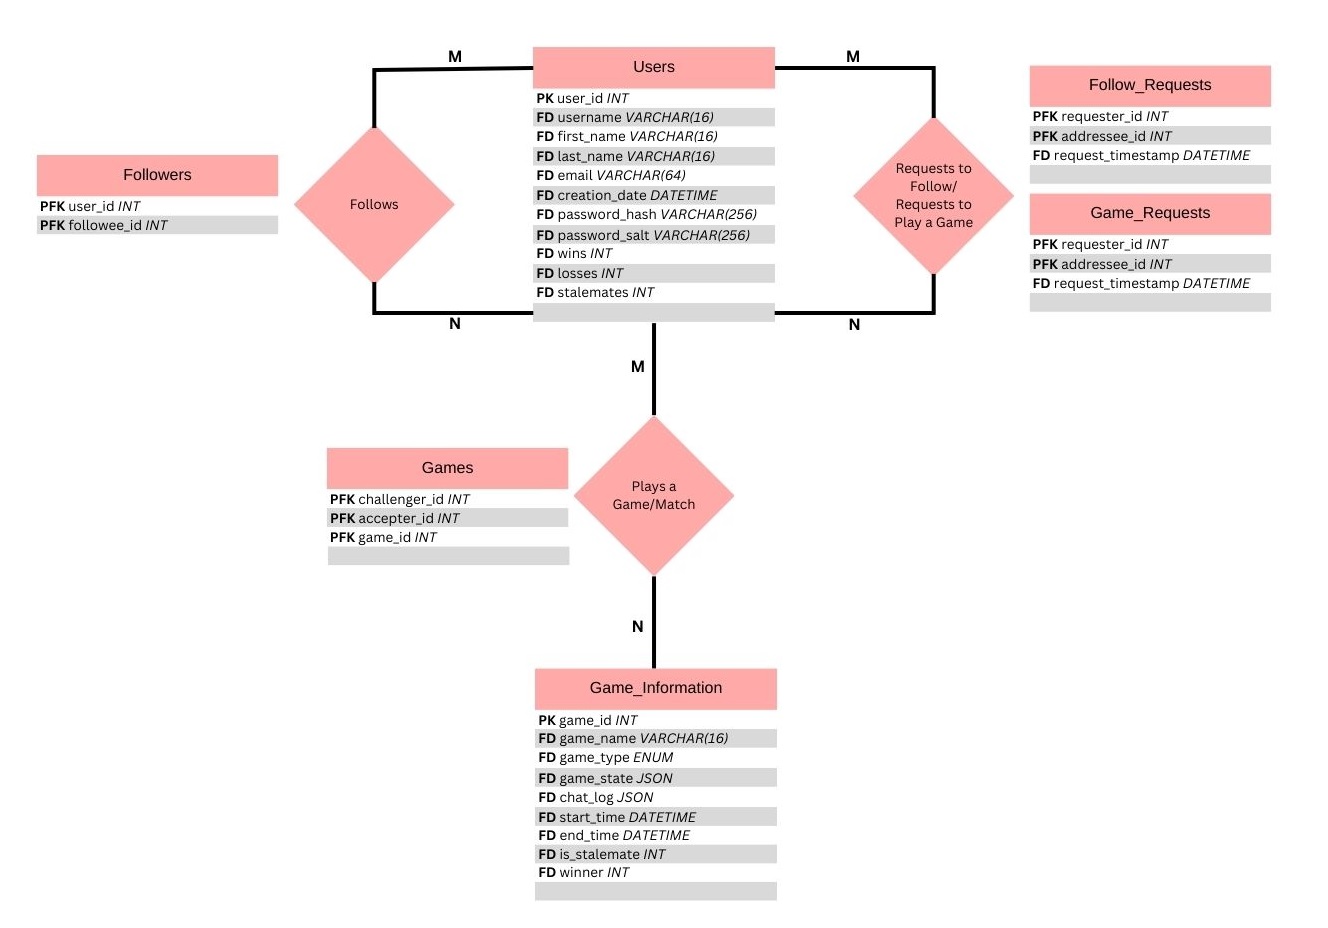 M
Users
M
PK user_id INT
FD username VARCHAR(16)
FD first_name VARCHAR(16)
FD last_name VARCHAR(16)
FD email VARCHAR(64)
FD creation_date DATETIME
FD password_hash VARCHAR(256)
FD password_salt VARCHAR(256)
FD wins INT
FD losses INT
FD stalemates INT
Followers
PFK user_id INT
PFK followee_id INT
Follows
N
Requests to
Follow/
Requests to
Play a Game
N
Follow_Requests
PFK requester_id INT
PFK addressee_id INT
FD request_timestamp DATETIME
Game_Requests
PFK requester_id INT
PFK addressee_id INT
FD request_timestamp DATETIME
M
Games
PFK challenger_id INT
PFK accepter_id INT
PFK game_id INT
Plays a
Game/Match
N
Game_Information
PK game_id INT
FD game_name VARCHAR(16)
FD game_type ENUM
FD game_state JSON
FD chat_log JSON
FD start_time DATETIME
FD end_time DATETIME
FD is_stalemate INT
FD winner INT